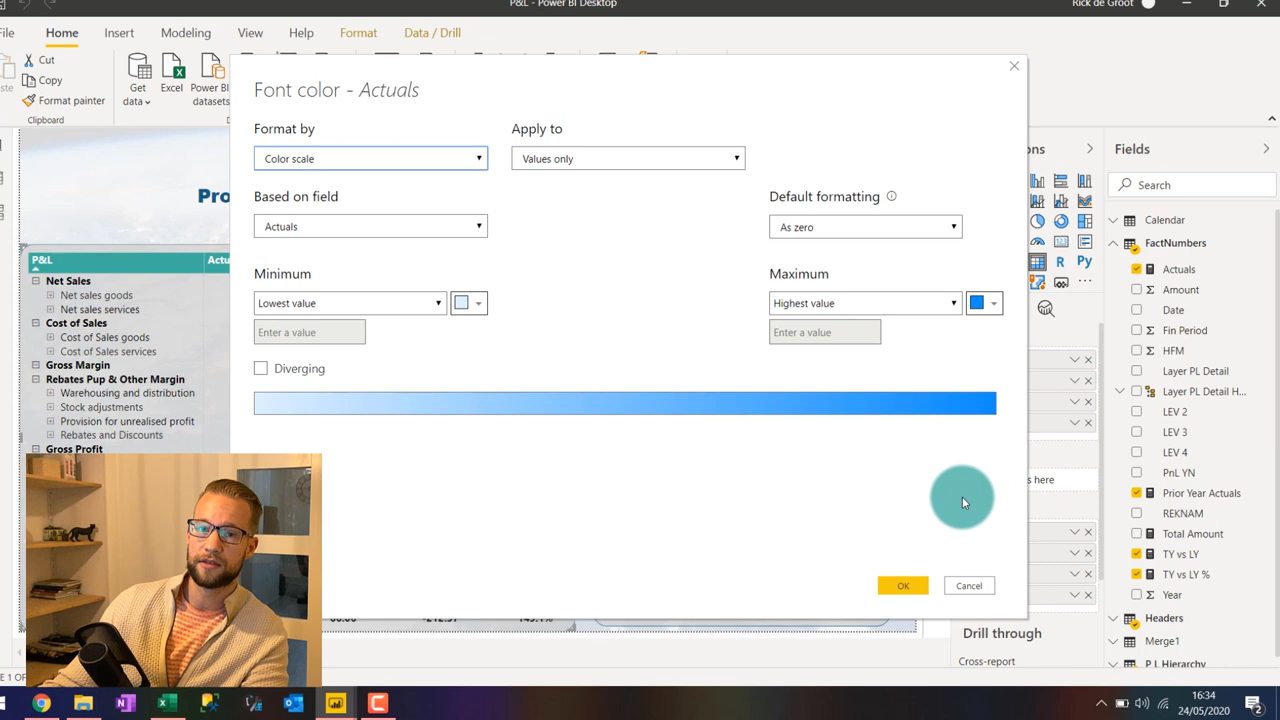 P&L - Power BI Desktop
Rick de Groot
File
Home
Insert
Modeling
View
Help
Format
Data / Drill
Cut
Copy
Format painter
Clipboard
Get
data
Excel
Power BI
datasets
Font color - Actuals
Format by
Apply to
Color scale
Values only
Based on field
Default formatting
Actuals
As zero
Minimum
Maximum
Lowest value
Highest value
Enter a value
Enter a value
Diverging
OK
Cancel
P&L
Net Sales
Net sales goods
Net sales services
Cost of Sales
Cost of Sales goods
Cost of Sales services
Gross Margin
Rebates Pup & Other Margin
Warehousing and distribution
Stock adjustments
Provision for unrealised profit
Rebates and Discounts
Gross Profit
R
Py
s here
Drill through
Cross-report
Fields
Search
Calendar
FactNumbers
Actuals
Amount
Date
Fin Period
HFM
Layer PL Detail
Layer PL Detail H...
LEV 2
LEV 3
LEV 4
PnL YN
Prior Year Actuals
REKNAM
Total Amount
TY vs LY
TY vs LY %
Year
Headers
Merge1
P L Hierarchy
16:34
24/05/2020
2